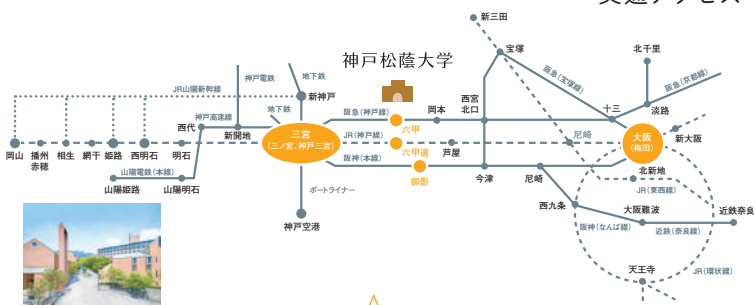 交通アクセス
新三田
宝塚
北千里
神戸電鉄
地下鉄
神戸松蔭大学
阪急(宝塚線)
阪急(京都線)
JR山陽新幹線
新神戸
西宮
北口
十三
淡路
神戸高速線
地下鉄
阪急(神戸線)
岡本
西代
新開地
六甲
三宮
(三ノ宮、神戸三宮)
JR(神戸線)
尼崎
大阪
(梅田)
新大阪
岡山
播州
赤穂
相生
網干
姫路
西明石
明石
六甲道
芦屋
阪神(本線)
御影
今津
尼崎
北新地
山陽電鉄(本線)
山陽姫路
山陽明石
ポートライナー
JR(東西線)
西九条
大阪難波
近鉄奈良
神戸空港
阪神(なんば線)
近鉄(奈良線)
天王寺
JR(環状線)